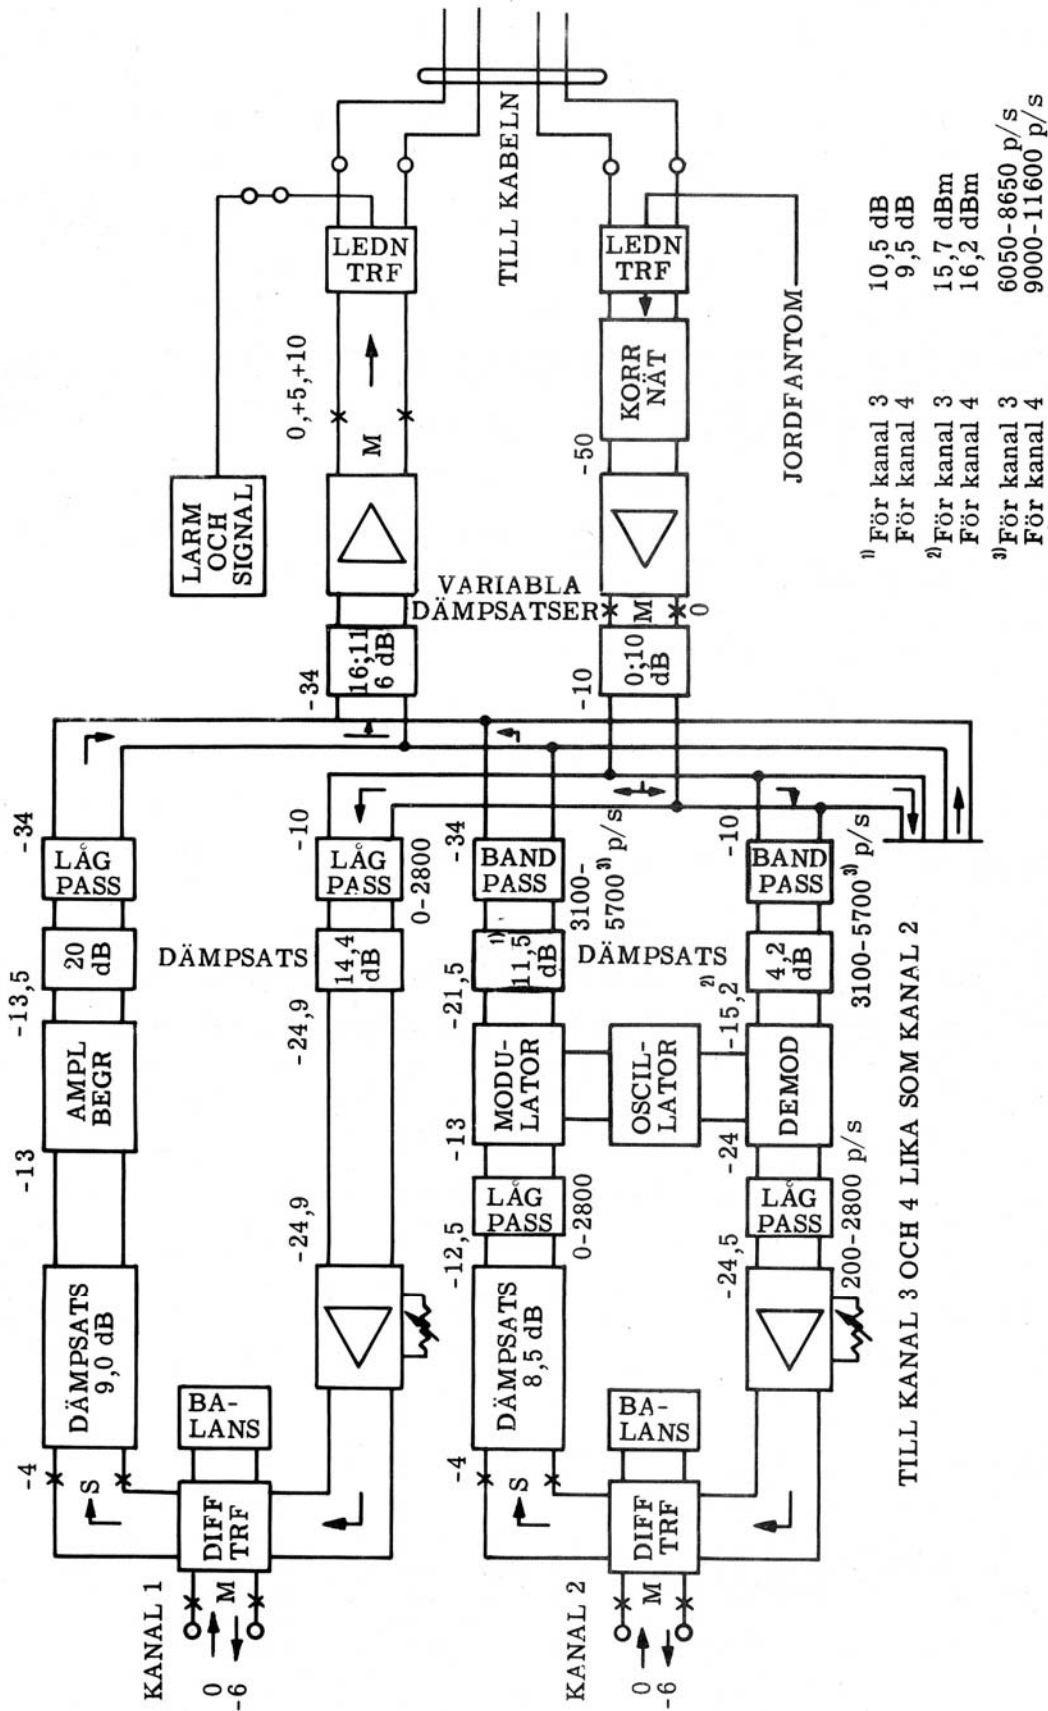 KANAL 1
0
-6
M
DIFF
TRF
BA-
LANS
S
-4
DÄMPSATS
9,0 dB
-13
AMPL
BEGR
-13,5
20
dB
-34
LÅG
PASS
-24,9
-24,9
DÄMPSATS
14,4
dB
-10
LÅG
PASS
0-2800
KANAL 2
0
-6
M
DIFF
TRF
BA-
LANS
S
-4
DÄMPSATS
8,5 dB
-12,5
LÅG
PASS
0-2800
-13
MODU-
LATOR
-21,5
1)
11,5
dB
-34
BAND
PASS
3100-
5700 3) p/s
OSCIL-
LATOR
DÄMPSATS
-24,5
LÅG
PASS
200-2800 p/s
-24
DEMOD
-15,2
2)
4,2
dB
-10
BAND
PASS
3100-5700 3) p/s
TILL KANAL 3 OCH 4 LIKA SOM KANAL 2
-34
16;11
6 dB
VARIABLA
DÄMPSATSER
-10
0;10
dB
M
0
LARM
OCH
SIGNAL
M
0,+5,+10
LEDN
TRF
-50
KORR
NÄT
LEDN
TRF
JORDFANTOM
TILL KABELN
1) För kanal 3 10,5 dB
För kanal 4 9,5 dB
2) För kanal 3 15,7 dBm
För kanal 4 16,2 dBm
3) För kanal 3 6050-8650 p/s
För kanal 4 9000-11600 p/s